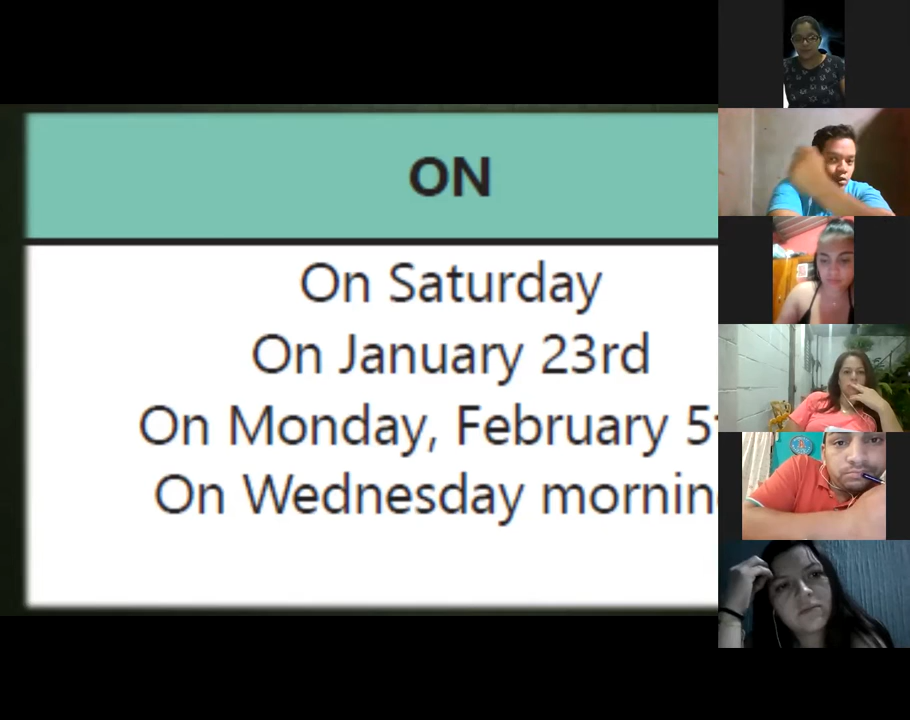 ON
On Saturday
On January 23rd
On Monday, February 5
On Wednesday